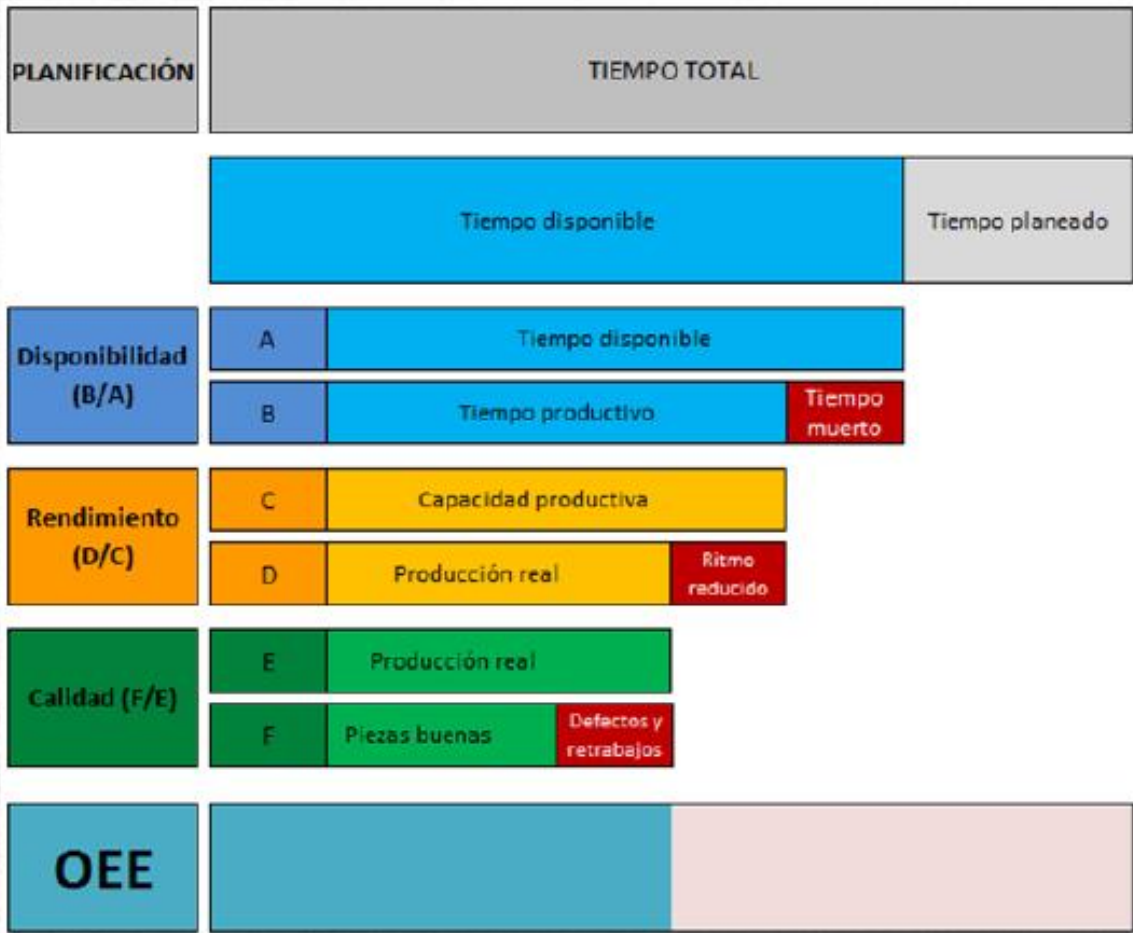 PLANIFICACIÓN
TIEMPO TOTAL
Tiempo disponible
Tiempo planeado
Disponibilidad
(B/A)
A
Tiempo disponible
B
Tiempo productivo
Tiempo
muerto
Rendimiento
(D/C)
C
Capacidad productiva
D
Producción real
Ritmo
reducido
Calidad (F/E)
E
Producción real
F
Piezas buenas
Defectos y
retrabajos
OEE